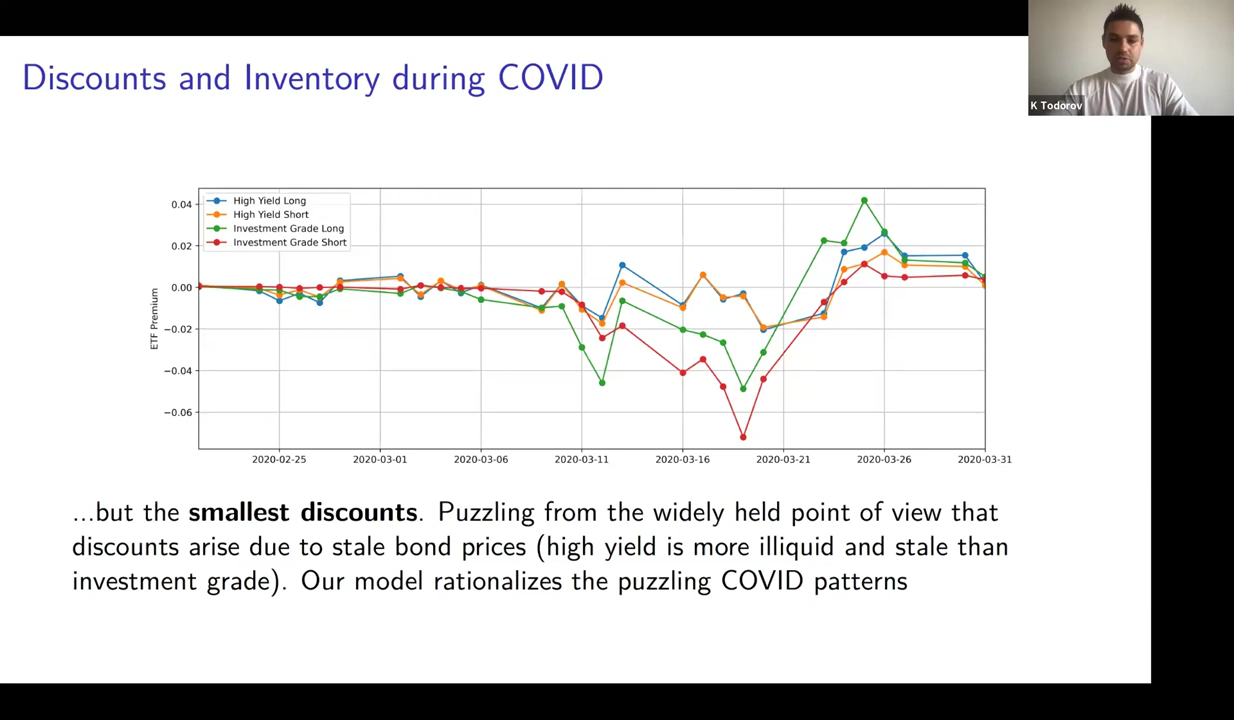 Discounts and Inventory during COVID
K Todorov
High Yield Long
High Yield Short
Investment Grade Long
Investment Grade Short
ETF Premium
0.04
0.02
0.00
−0.02
−0.04
−0.06
2020-02-25 2020-03-01 2020-03-06 2020-03-11 2020-03-16 2020-03-21 2020-03-26 2020-03-31
...but the smallest discounts. Puzzling from the widely held point of view that
discounts arise due to stale bond prices (high yield is more illiquid and stale than
investment grade). Our model rationalizes the puzzling COVID patterns